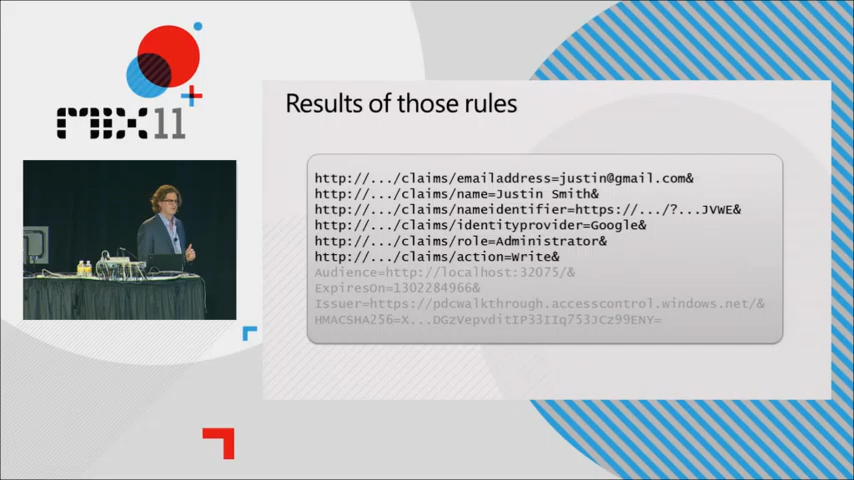 MIX11
Results of those rules
http://.../claims/emailaddress=justin@gmail.com&
http://.../claims/name=Justin Smith&
http://.../claims/nameidentifier=https://.../?...JVWE&
http://.../claims/identityprovider=Google&
http://.../claims/role=Administrator&
http://.../claims/action=Write&
Audience=http://localhost:32075/&
ExpiresOn=1302284966&
Issuer=https://pdcwalkthrough.accesscontrol.windows.net/&
HMACSHA256=X...DGzVepvditIP33IIq753JCz99ENY=